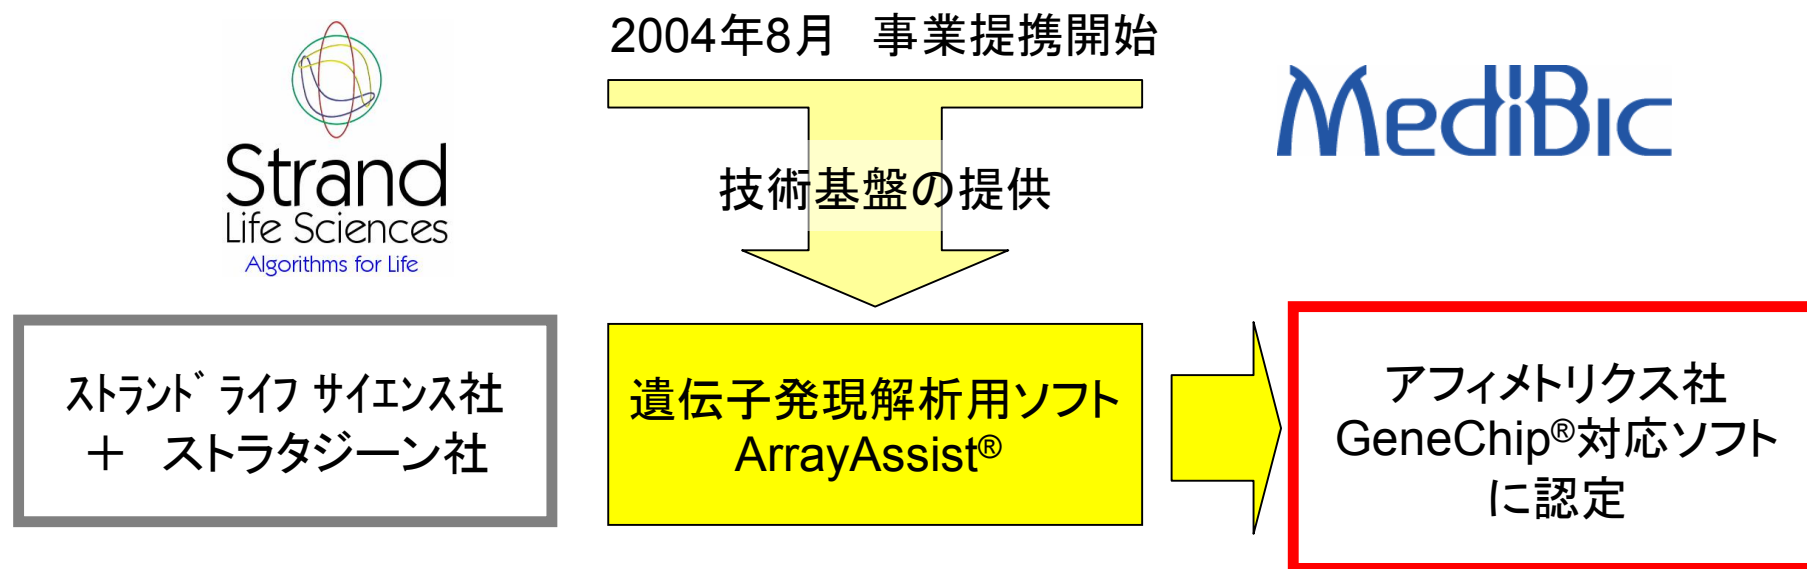 2004年8月　事業提携開始
Strand
Life Sciences
Algorithms for Life
MediBic
技術基盤の提供
ｽﾄﾗﾝﾄﾞ ﾗｲﾌ ｻｲｴﾝｽ社
＋　ストラタジーン社
遺伝子発現解析用ソフト
ArrayAssist®
アフィメトリクス社
GeneChip®対応ソフト
に認定